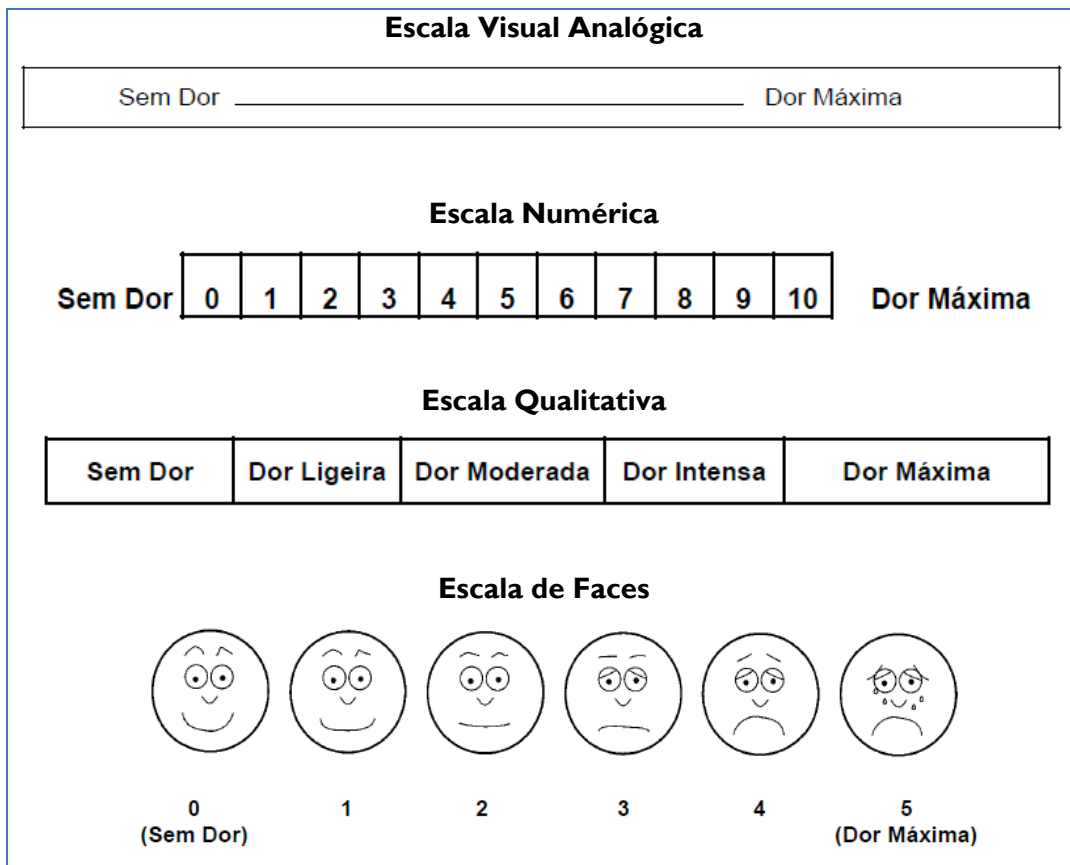 Escala Visual Analógica
Sem Dor Dor Máxima
Escala Numérica
Sem Dor 0 1 2 3 4 5 6 7 8 9 10 Dor Máxima
Escala Qualitativa
Sem Dor Dor Ligeira Dor Moderada Dor Intensa Dor Máxima
Escala de Faces
0 1 2 3 4 5
(Sem Dor) (Dor Máxima)